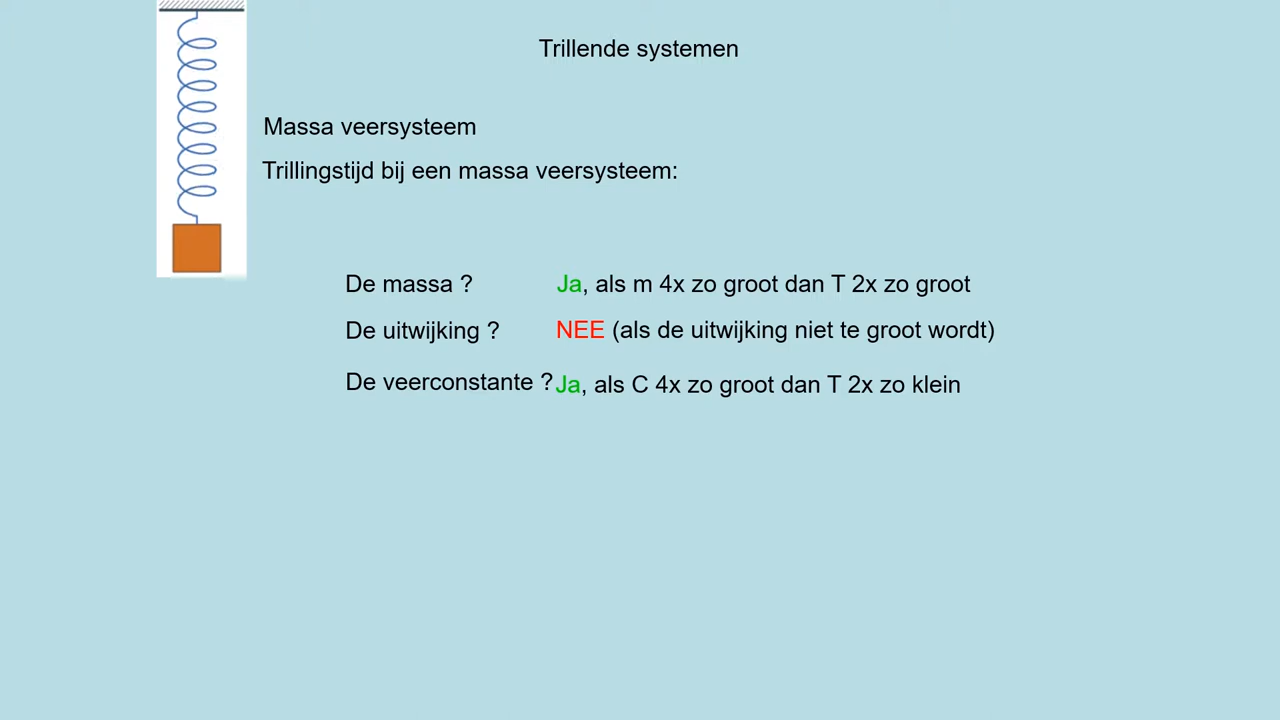 Trillende systemen
Massa veersysteem
Trillingstijd bij een massa veersysteem:
De massa ? Ja, als m 4x zo groot dan T 2x zo groot
De uitwijking ? NEE (als de uitwijking niet te groot wordt)
De veerconstante ? Ja, als C 4x zo groot dan T 2x zo klein